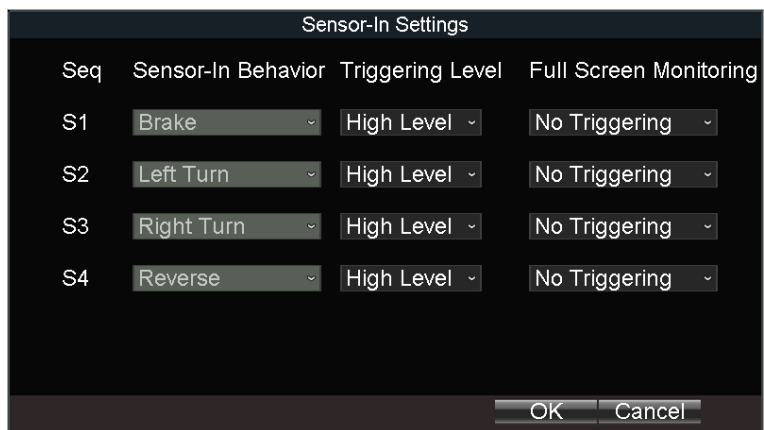 Sensor-In Settings
Seq Sensor-In Behavior Triggering Level Full Screen Monitoring
S1 Brake High Level No Triggering
S2 Left Turn High Level No Triggering
S3 Right Turn High Level No Triggering
S4 Reverse High Level No Triggering
OK Cancel